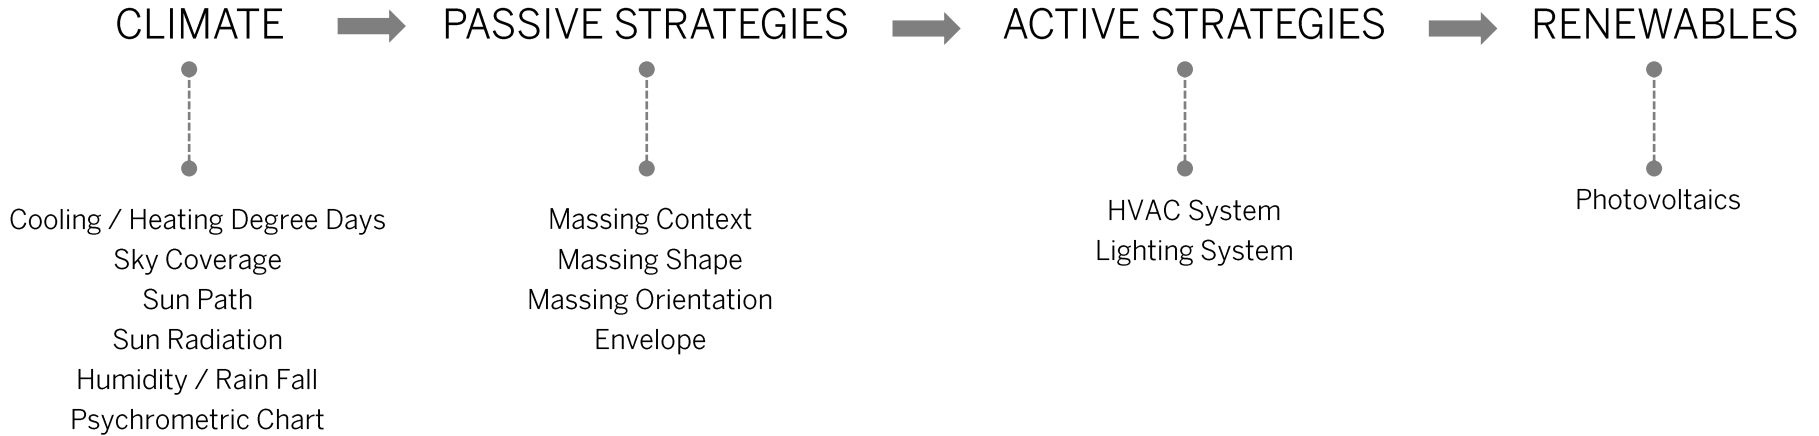 CLIMATE
PASSIVE STRATEGIES
ACTIVE STRATEGIES
RENEWABLES
Cooling / Heating Degree Days
Sky Coverage
Sun Path
Sun Radiation
Humidity / Rain Fall
Psychrometric Chart
Massing Context
Massing Shape
Massing Orientation
Envelope
HVAC System
Lighting System
Photovoltaics